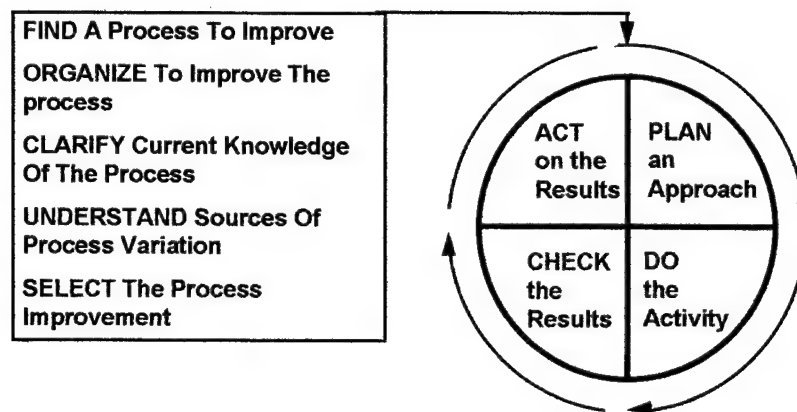 FIND A Process To Improve
ORGANIZE To Improve The
process
CLARIFY Current Knowledge
Of The Process
UNDERSTAND Sources Of
Process Variation
SELECT The Process
Improvement
ACT
on the
Results
PLAN
an
Approach
CHECK
the
Results
DO
the
Activity